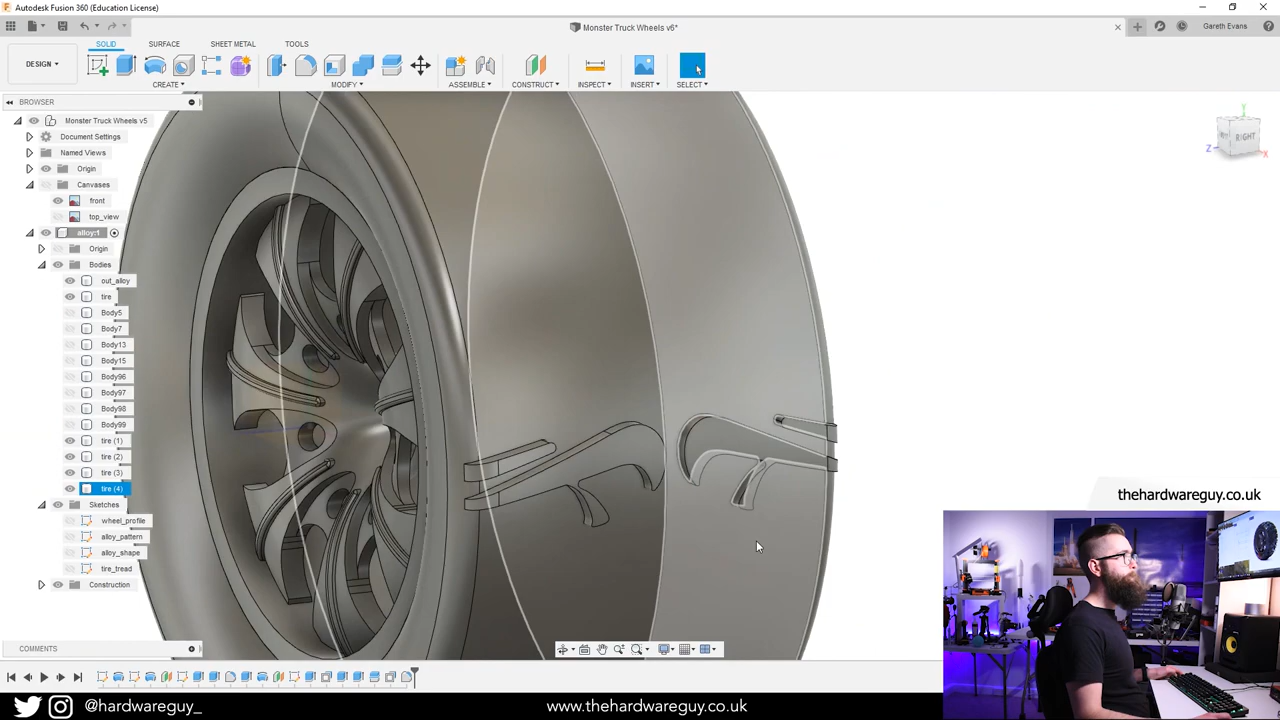 Autodesk Fusion 360 (Education License)
Monster Truck Wheels v6*
Gareth Evans
DESIGN
SOLID SURFACE SHEET METAL TOOLS
CREATE MODIFY ASSEMBLE CONSTRUCT INSPECT INSERT SELECT
BROWSER
Monster Truck Wheels v5
Document Settings
Named Views
Origin
Canvases
front
top_view
alloy:1
Origin
Bodies
out_alloy
tire
Body5
Body7
Body13
Body15
Body96
Body97
Body98
Body99
tire (1)
tire (2)
tire (3)
tire (4)
Sketches
wheel_profile
alloy_pattern
alloy_shape
tire_tread
Construction
COMMENTS
Y
RIGHT
Z
X
thehardwareguy.co.uk
@hardwareguy_
www.thehardwareguy.co.uk